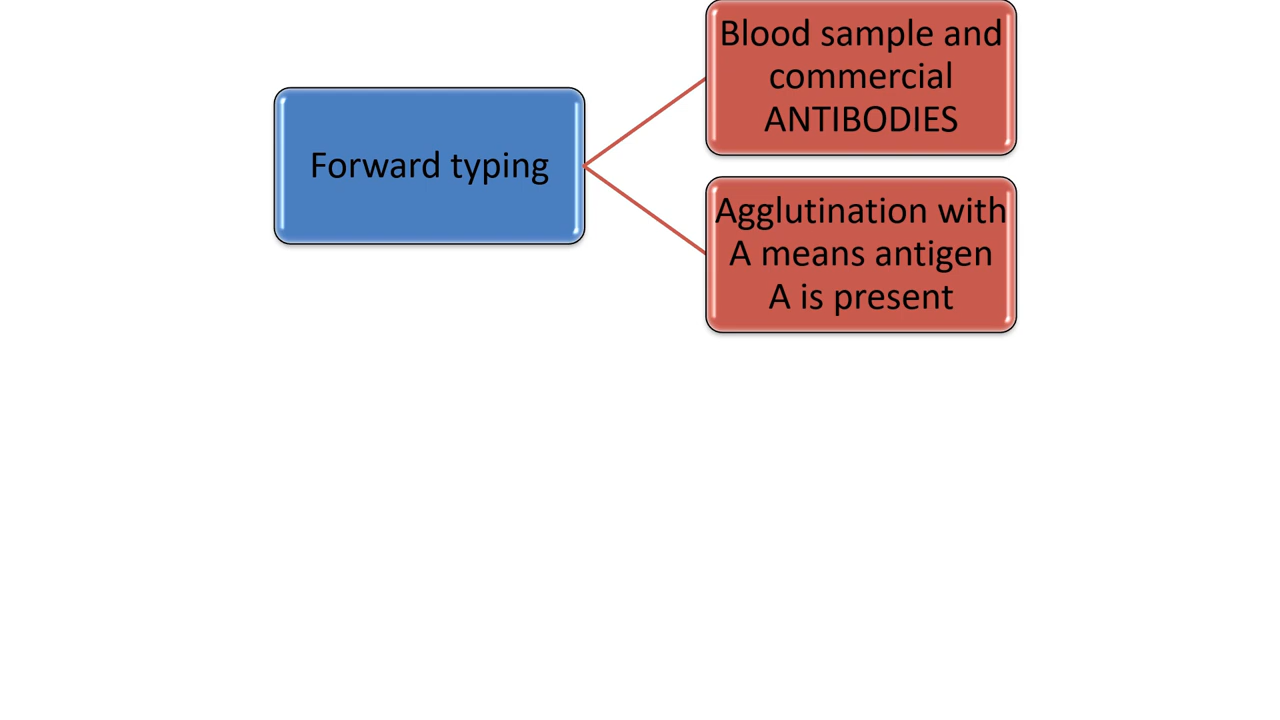 Forward typing
Blood sample and
commercial
ANTIBODIES
Agglutination with
A means antigen
A is present